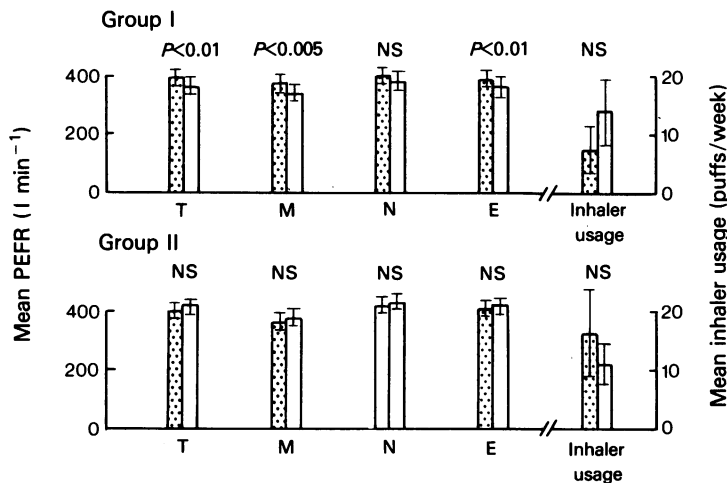 Group I
P<0.01 P<0.005 NS P<0.01 NS
400 300 0
20 10 0
T M N E Inhaler usage
Group II
NS NS NS NS NS
400 200 0
20 10 0
T M N E Inhaler usage
Mean PEFR (l min⁻¹)
Mean inhaler usage (puffs/week)